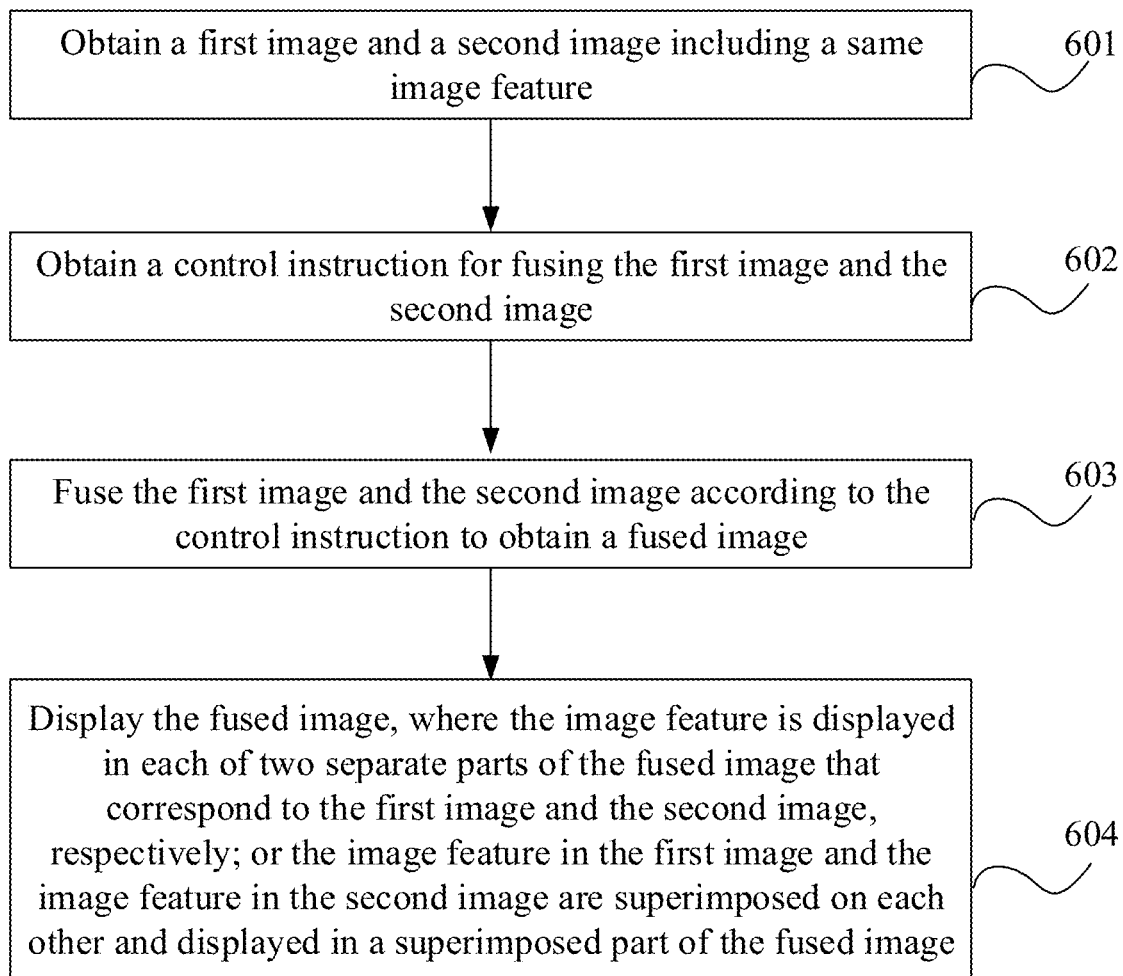 Obtain a first image and a second image including a same
image feature
601
Obtain a control instruction for fusing the first image and the
second image
602
Fuse the first image and the second image according to the
control instruction to obtain a fused image
603
Display the fused image, where the image feature is displayed
in each of two separate parts of the fused image that
correspond to the first image and the second image,
respectively; or the image feature in the first image and the
image feature in the second image are superimposed on each
other and displayed in a superimposed part of the fused image
604